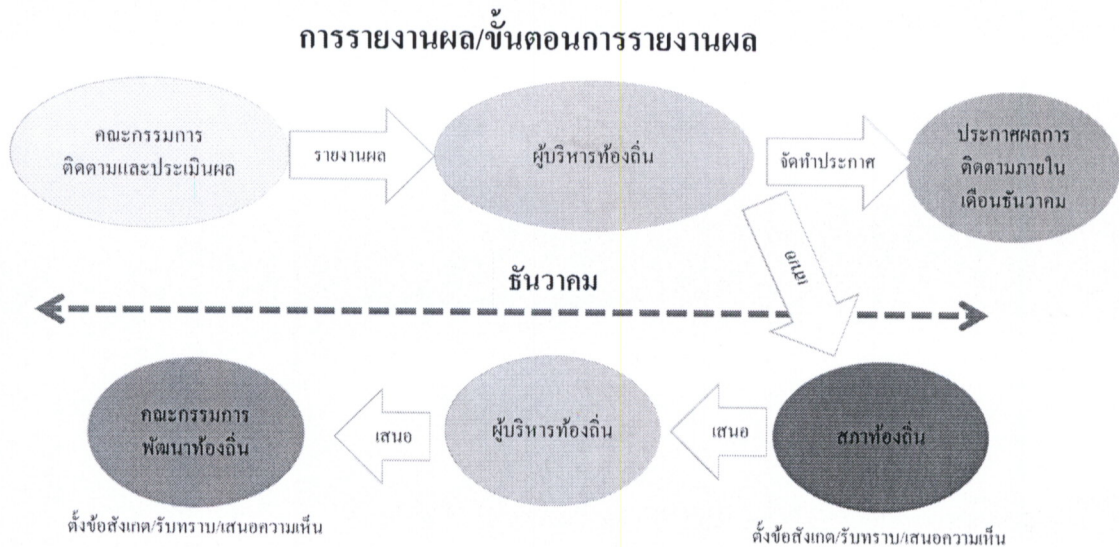 การรายงานผล/ขั้นตอนการรายงานผล
คณะกรรมการ
ติดตามและประเมินผล
รายงานผล
ผู้บริหารท้องถิ่น
จัดทำประกาศ
ประกาศผลการ
ติดตามภายใน
เดือนธันวาคม
เสนอ
ธันวาคม
คณะกรรมการ
พัฒนาท้องถิ่น
เสนอ
ผู้บริหารท้องถิ่น
เสนอ
สภาท้องถิ่น
ตั้งข้อสังเกต/รับทราบ/เสนอความเห็น
ตั้งข้อสังเกต/รับทราบ/เสนอความเห็น